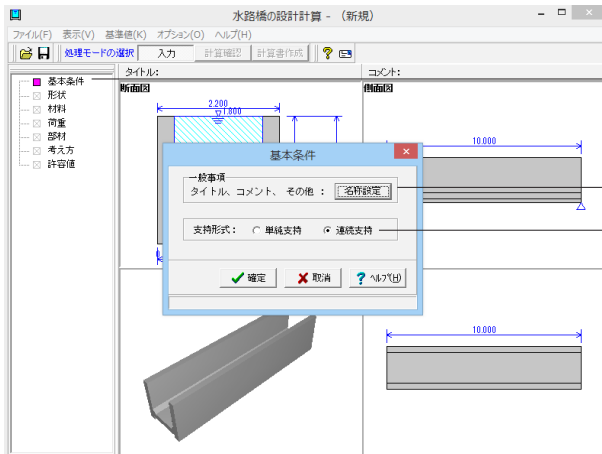 水路橋の設計計算 - （新規）
ファイル(F) 表示(V) 基準値(K) オプション(O) ヘルプ(H)
処理モードの選択 入力 計算確認 計算書作成
基本条件
形状
材料
荷重
部材
考え方
許容値
タイトル: コメント:
断面図 側面図
2.200
1.800
10.000
基本条件
一般事項
タイトル、コメント、その他 : 名称設定
支持形式: 単純支持 連続支持
確定 取消 ヘルプ(H)
10.000